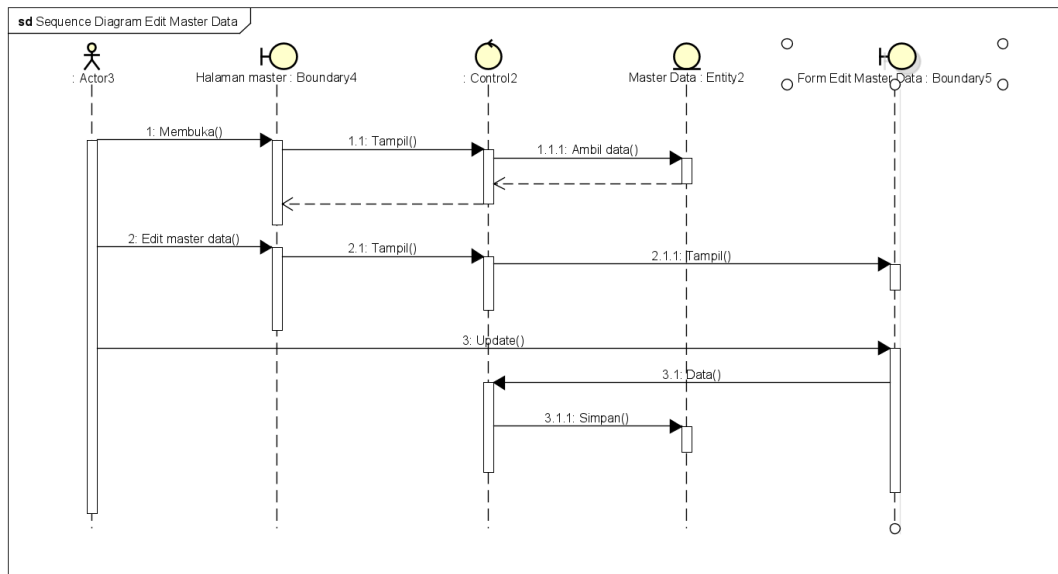 sd Sequence Diagram Edit Master Data
: Actor3
Halaman master : Boundary4
: Control2
Master Data : Entity2
Form Edit Master Data : Boundary5
1: Membuka()
1.1: Tampil()
1.1.1: Ambil data()
2: Edit master data()
2.1: Tampil()
2.1.1: Tampil()
3: Update()
3.1: Data()
3.1.1: Simpan()